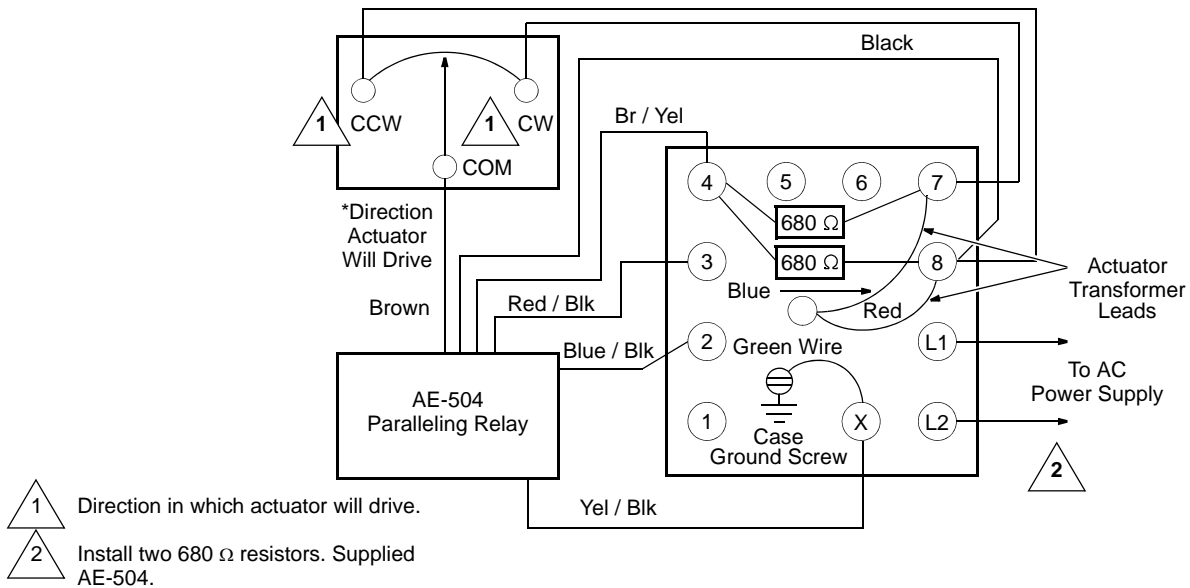 Black
Br / Yel
1
CCW
1
CW
COM
4
5
6
7
*Direction
Actuator
Will Drive
680 Ω
680 Ω
3
8
Blue
Red
Actuator
Transformer
Leads
Brown
Red / Blk
Blue / Blk
2
Green Wire
L1
To AC
Power Supply
AE-504
Paralleling Relay
1
Case
Ground Screw
X
L2
2
Yel / Blk
1 Direction in which actuator will drive.
2 Install two 680 Ω resistors. Supplied
AE-504.